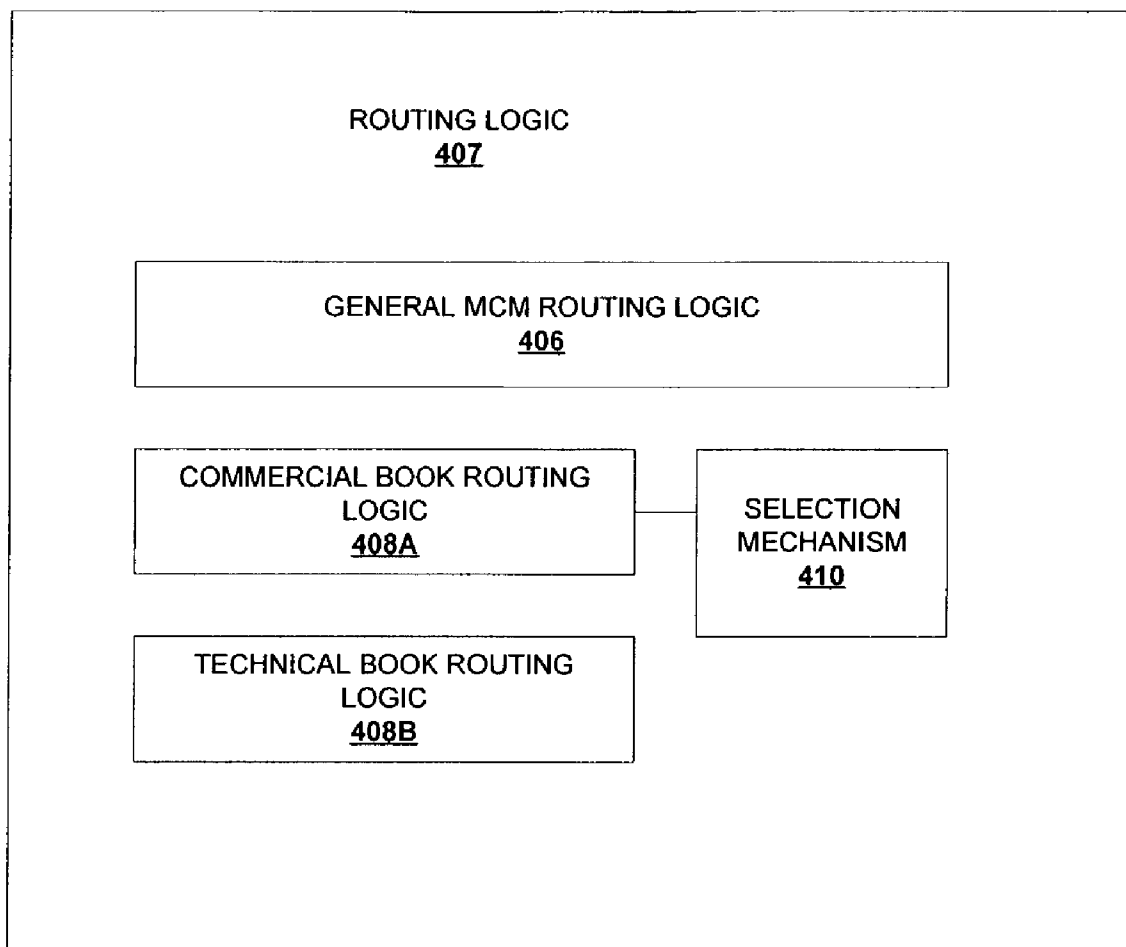 ROUTING LOGIC
407
GENERAL MCM ROUTING LOGIC
406
COMMERCIAL BOOK ROUTING
LOGIC
408A
SELECTION
MECHANISM
410
TECHNICAL BOOK ROUTING
LOGIC
408B